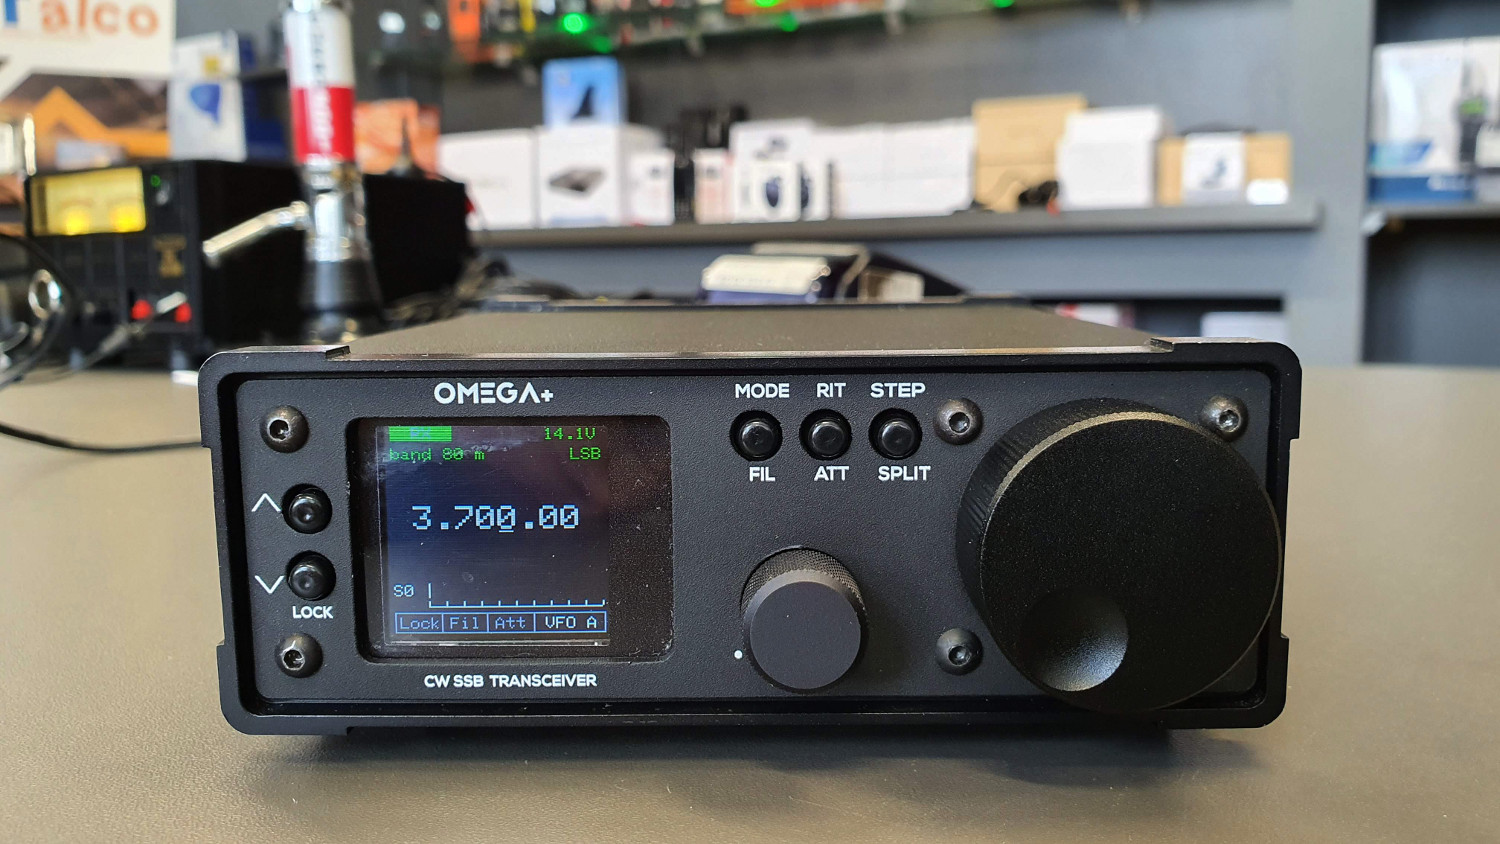 alco
OMEGA+
14.1V
band 80 m LSB
3.700.00
S0
Lock Fil Att VFO A
CW SSB TRANSCEIVER
LOCK
MODE RIT STEP
FIL ATT SPLIT